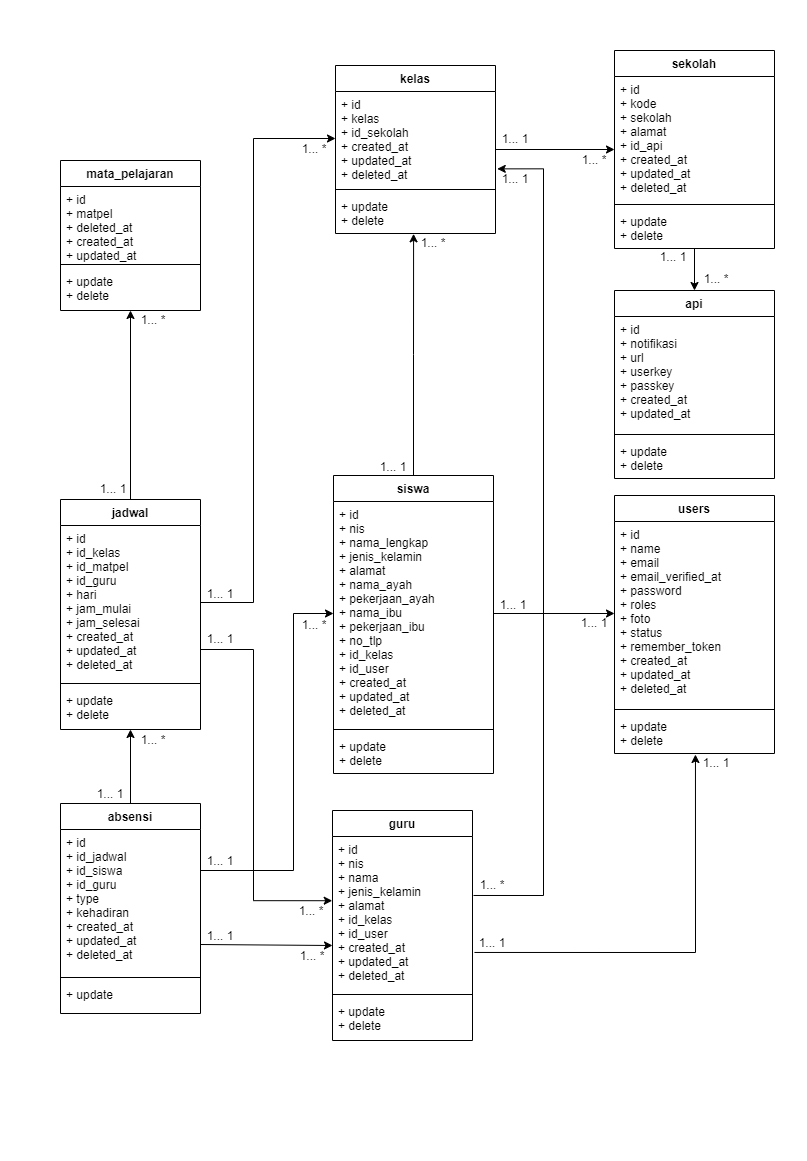 sekolah
+ id
+ kode
+ sekolah
+ alamat
+ id_api
+ created_at
+ updated_at
+ deleted_at
+ update
+ delete
kelas
+ id
+ kelas
+ id_sekolah
+ created_at
+ updated_at
+ deleted_at
+ update
+ delete
1... 1
1... *
1... *
1... 1
mata_pelajaran
+ id
+ matpel
+ deleted_at
+ created_at
+ updated_at
+ update
+ delete
1... *
1... *
1... 1
1... *
api
+ id
+ notifikasi
+ url
+ userkey
+ passkey
+ created_at
+ updated_at
+ update
+ delete
1... 1
1... 1
jadwal
+ id
+ id_kelas
+ id_matpel
+ id_guru
+ hari
+ jam_mulai
+ jam_selesai
+ created_at
+ updated_at
+ deleted_at
+ update
+ delete
1... 1
1... 1
1... *
siswa
+ id
+ nis
+ nama_lengkap
+ jenis_kelamin
+ alamat
+ nama_ayah
+ pekerjaan_ayah
+ nama_ibu
+ pekerjaan_ibu
+ no_tlp
+ id_kelas
+ id_user
+ created_at
+ updated_at
+ deleted_at
+ update
+ delete
1... 1
1... 1
users
+ id
+ name
+ email
+ email_verified_at
+ password
+ roles
+ foto
+ status
+ remember_token
+ created_at
+ updated_at
+ deleted_at
+ update
+ delete
1... *
1... 1
1... 1
absensi
+ id
+ id_jadwal
+ id_siswa
+ id_guru
+ type
+ kehadiran
+ created_at
+ updated_at
+ deleted_at
+ update
1... 1
1... 1
1... *
1... *
guru
+ id
+ nis
+ nama
+ jenis_kelamin
+ alamat
+ id_kelas
+ id_user
+ created_at
+ updated_at
+ deleted_at
+ update
+ delete
1... *
1... 1